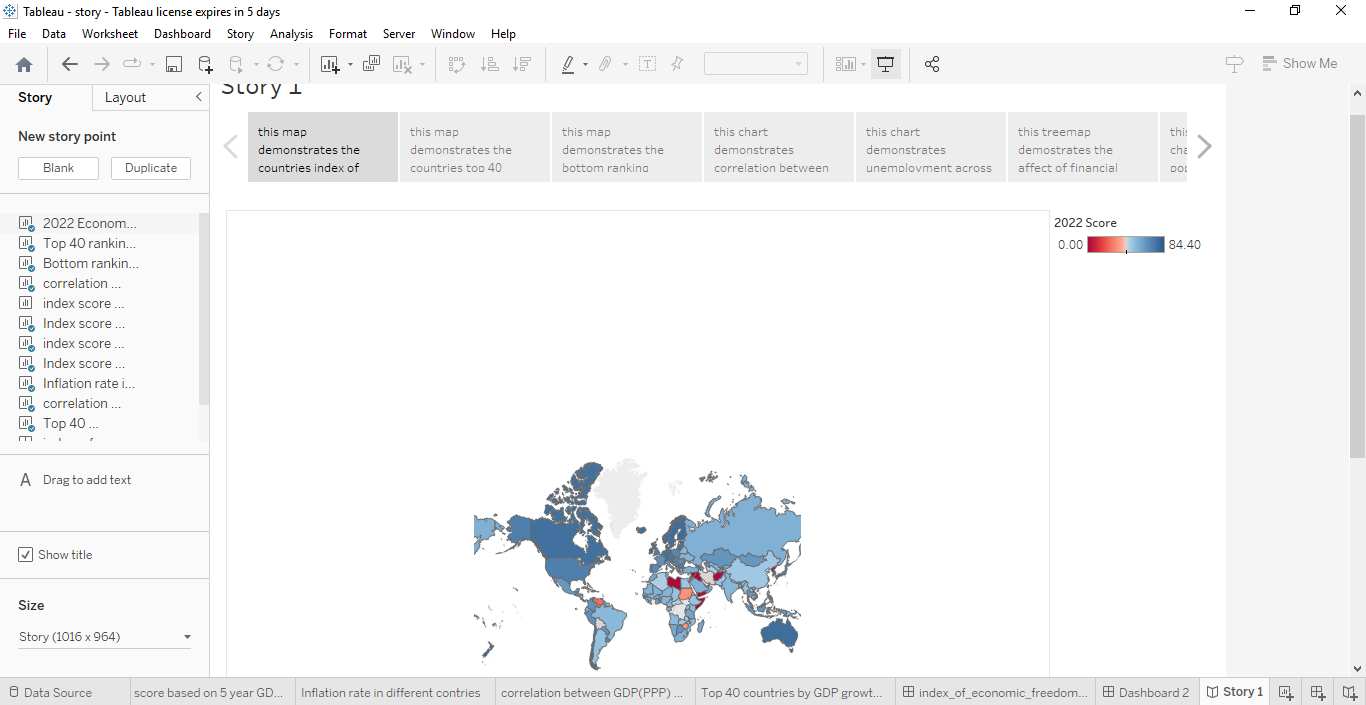 Tableau - story - Tableau license expires in 5 days
File Data Worksheet Dashboard Story Analysis Format Server Window Help
Show Me
Story Layout
Story 1
New story point
Blank Duplicate
this map
demonstrates the
countries index of
this map
demonstrates the
countries top 40
this map
demonstrates the
bottom ranking
this chart
demonstrates
correlation between
this chart
demonstrates
unemployment across
this treemap
demostrates the
affect of financial
2022 Econom...
Top 40 rankin...
Bottom rankin...
correlation ...
index score ...
Index score ...
index score ...
Index score ...
Inflation rate i...
correlation ...
Top 40 ...
2022 Score
0.00 84.40
A Drag to add text
Show title
Size
Story (1016 x 964)
Data Source score based on 5 year GD... Inflation rate in different contries correlation between GDP(PPP) ... Top 40 countries by GDP growt... index_of_economic_freedom... Dashboard 2 Story 1